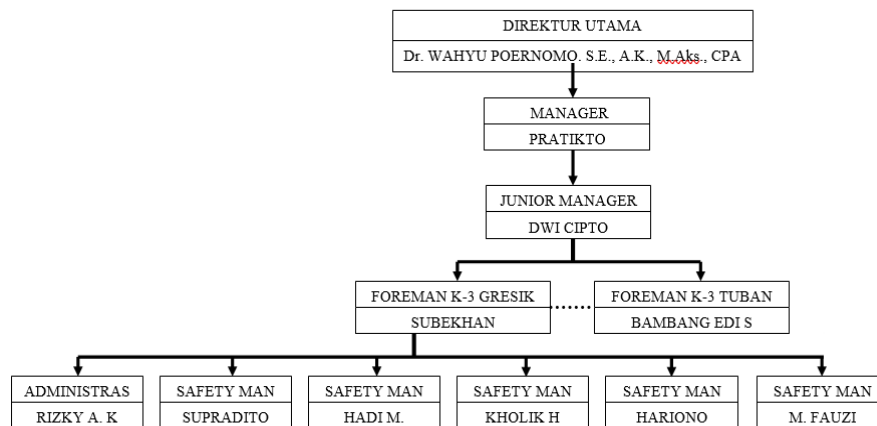 DIREKTUR UTAMA
Dr. WAHYU POERNOMO. S.E., A.K., M.Aks., CPA
MANAGER
PRATIKTO
JUNIOR MANAGER
DWI CIPTO
FOREMAN K-3 GRESIK
SUBEKHAN
FOREMAN K-3 TUBAN
BAMBANG EDI S
ADMINISTRAS
RIZKY A. K
SAFETY MAN
SUPRADITO
SAFETY MAN
HADI M.
SAFETY MAN
KHOLIK H
SAFETY MAN
HARIONO
SAFETY MAN
M. FAUZI